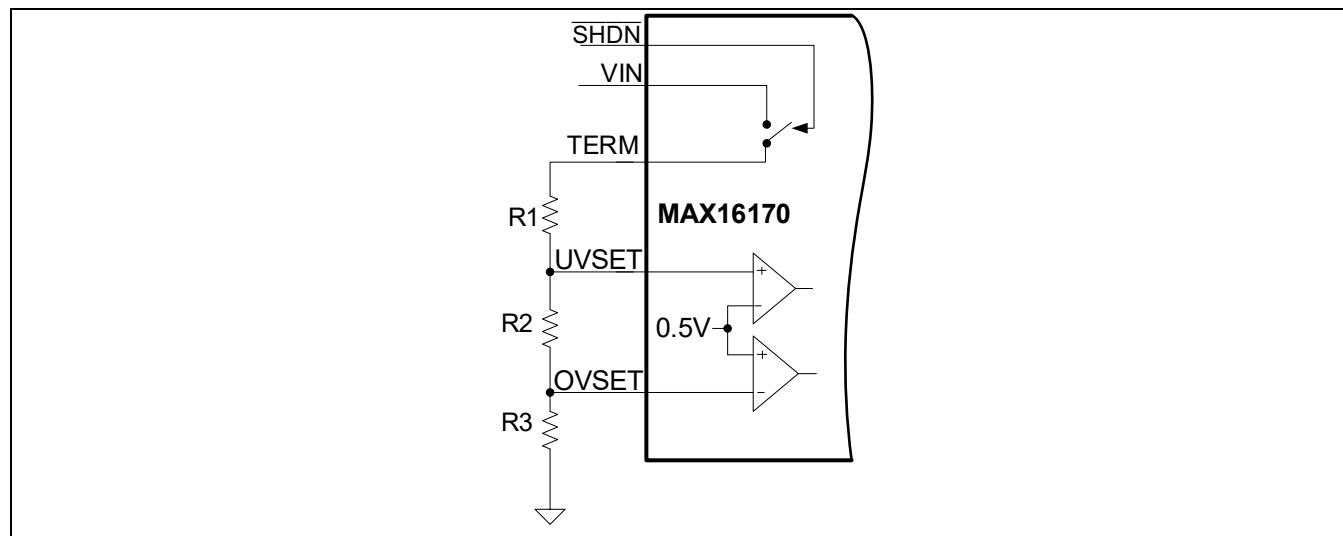 SHDN
VIN
TERM
R1
MAX16170
UVSET
+
−
R2
0.5V
+
OVSET
−
R3